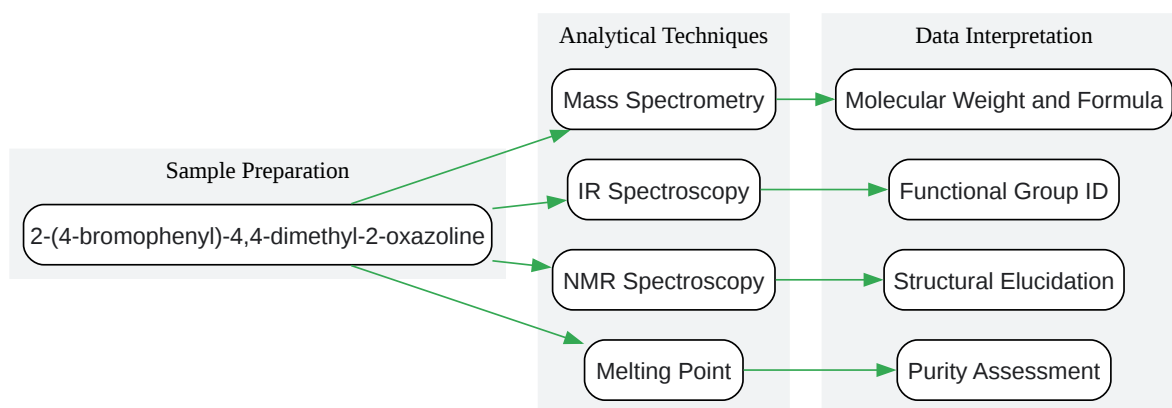 Sample Preparation
2-(4-bromophenyl)-4,4-dimethyl-2-oxazoline
Analytical Techniques
Mass Spectrometry
IR Spectroscopy
NMR Spectroscopy
Melting Point
Data Interpretation
Molecular Weight and Formula
Functional Group ID
Structural Elucidation
Purity Assessment